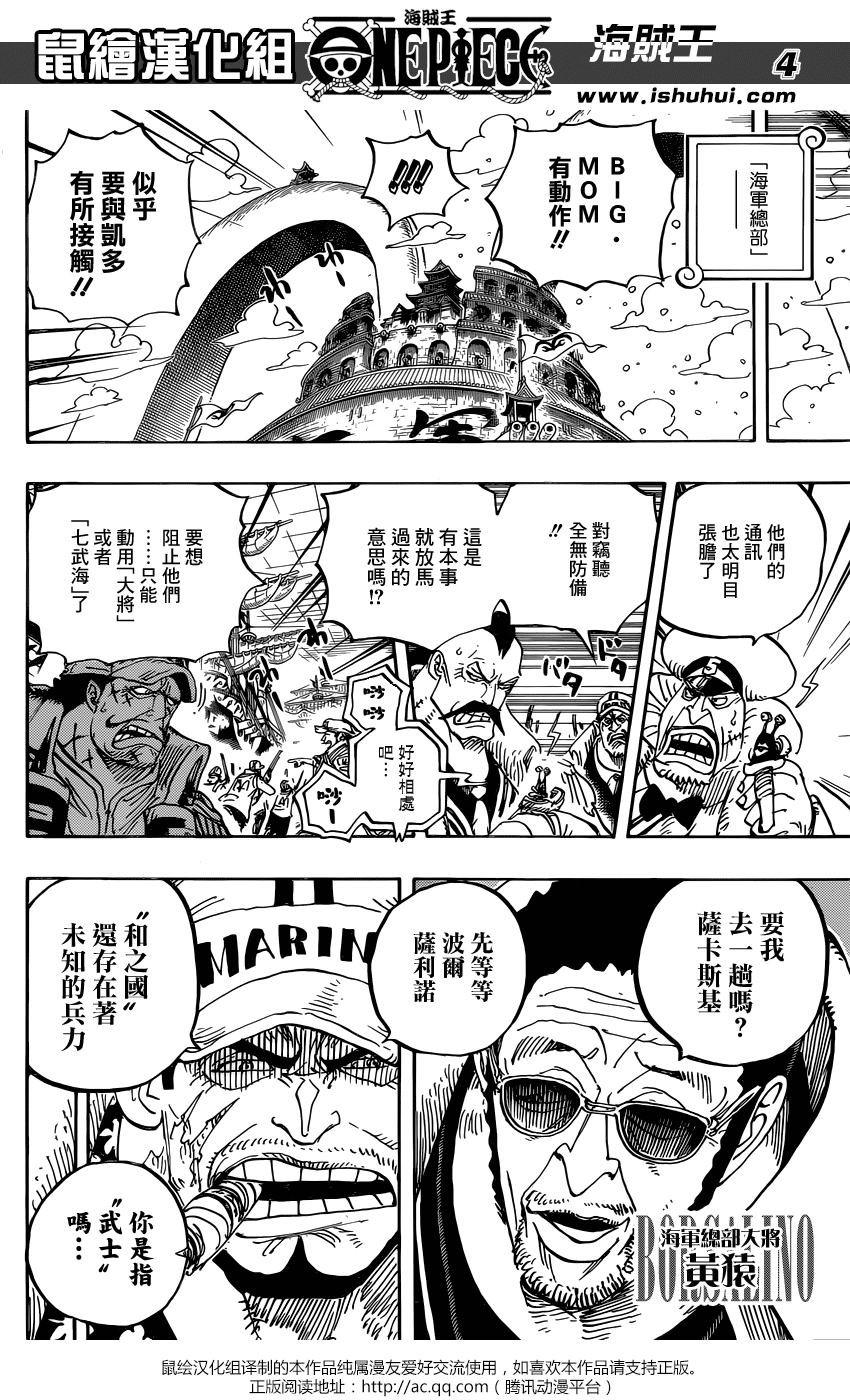 鼠繪漢化組
海賊王
ONE PIECE
海賊王
www.ishuhui.com
4
「海軍總部」
——
BIG・
MOM
有動作!!
!!!
似乎
要與凱多
有所接觸!!
他們的
通訊
也太明目
張膽了
對竊聽
全無防備
!!
這是
有本事
就放馬
過來的
意思嗎!?
要想
阻止他們
……只能
動用「大將」
或者
「七武海」了
好好相處
吧…
要我
去一趟嗎？
薩卡斯基
先等等
波爾
薩利諾
BORSALINO
海軍總部大將
黃猿
MARIN
〝和之國〞
還存在著
未知的兵力
你是指
〝武士〞
嗎…
鼠绘汉化组译制的本作品纯属漫友爱好交流使用，如喜欢本作品请支持正版。
正版阅读地址：http://ac.qq.com（腾讯动漫平台）